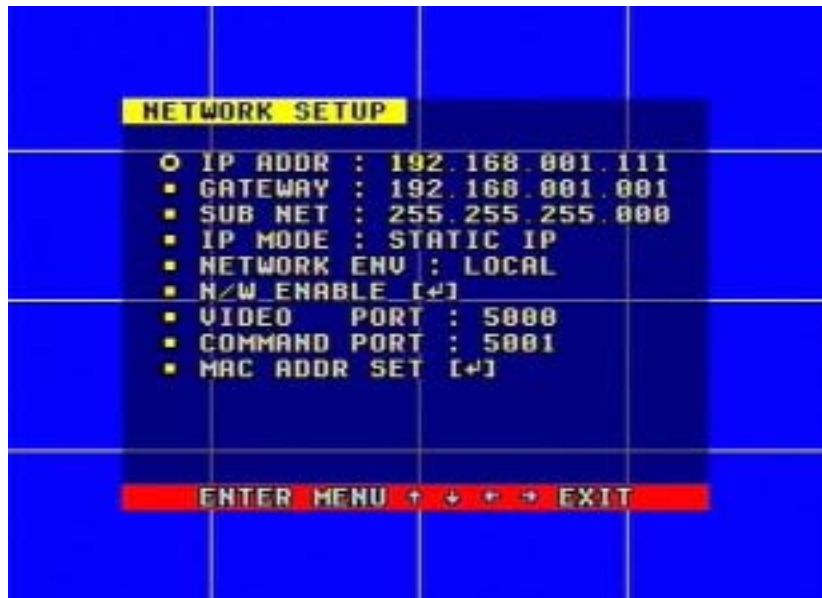 NETWORK SETUP
IP ADDR : 192.168.001.111
GATEWAY : 192.168.001.001
SUB NET : 255.255.255.000
IP MODE : STATIC IP
NETWORK ENV : LOCAL
N/W ENABLE [↵]
VIDEO PORT : 5000
COMMAND PORT : 5001
MAC ADDR SET [↵]
ENTER MENU ↑ ↓ ← → EXIT